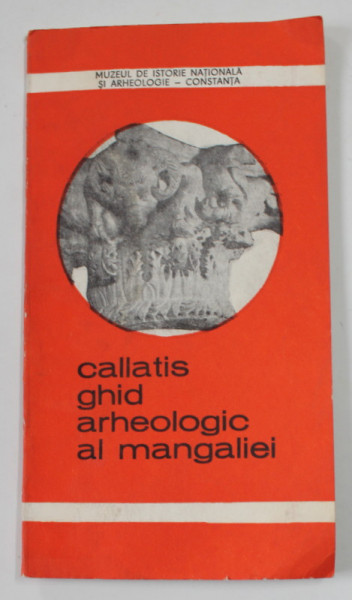 MUZEUL DE ISTORIE NAȚIONALĂ
ȘI ARHEOLOGIE - CONSTANȚA
callatis
ghid
arheologic
al mangaliei